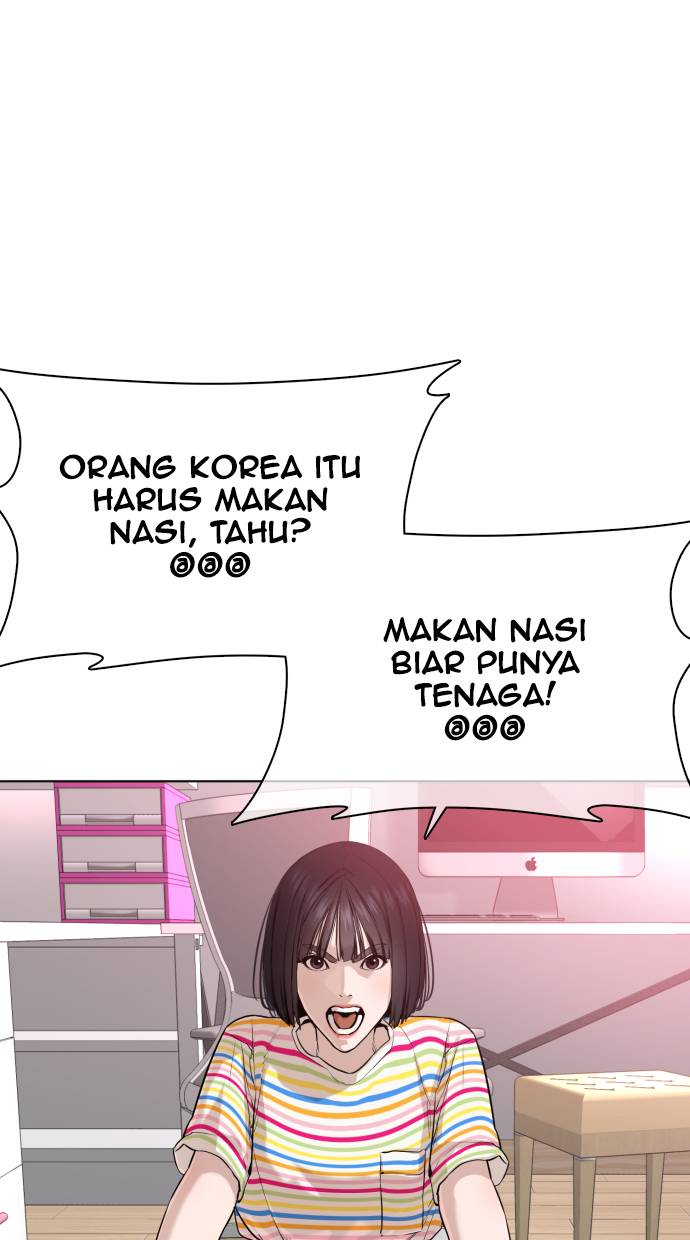 ORANG KOREA ITU
HARUS MAKAN
NASI, TAHU?
@@@
MAKAN NASI
BIAR PUNYA
TENAGA!
@@@